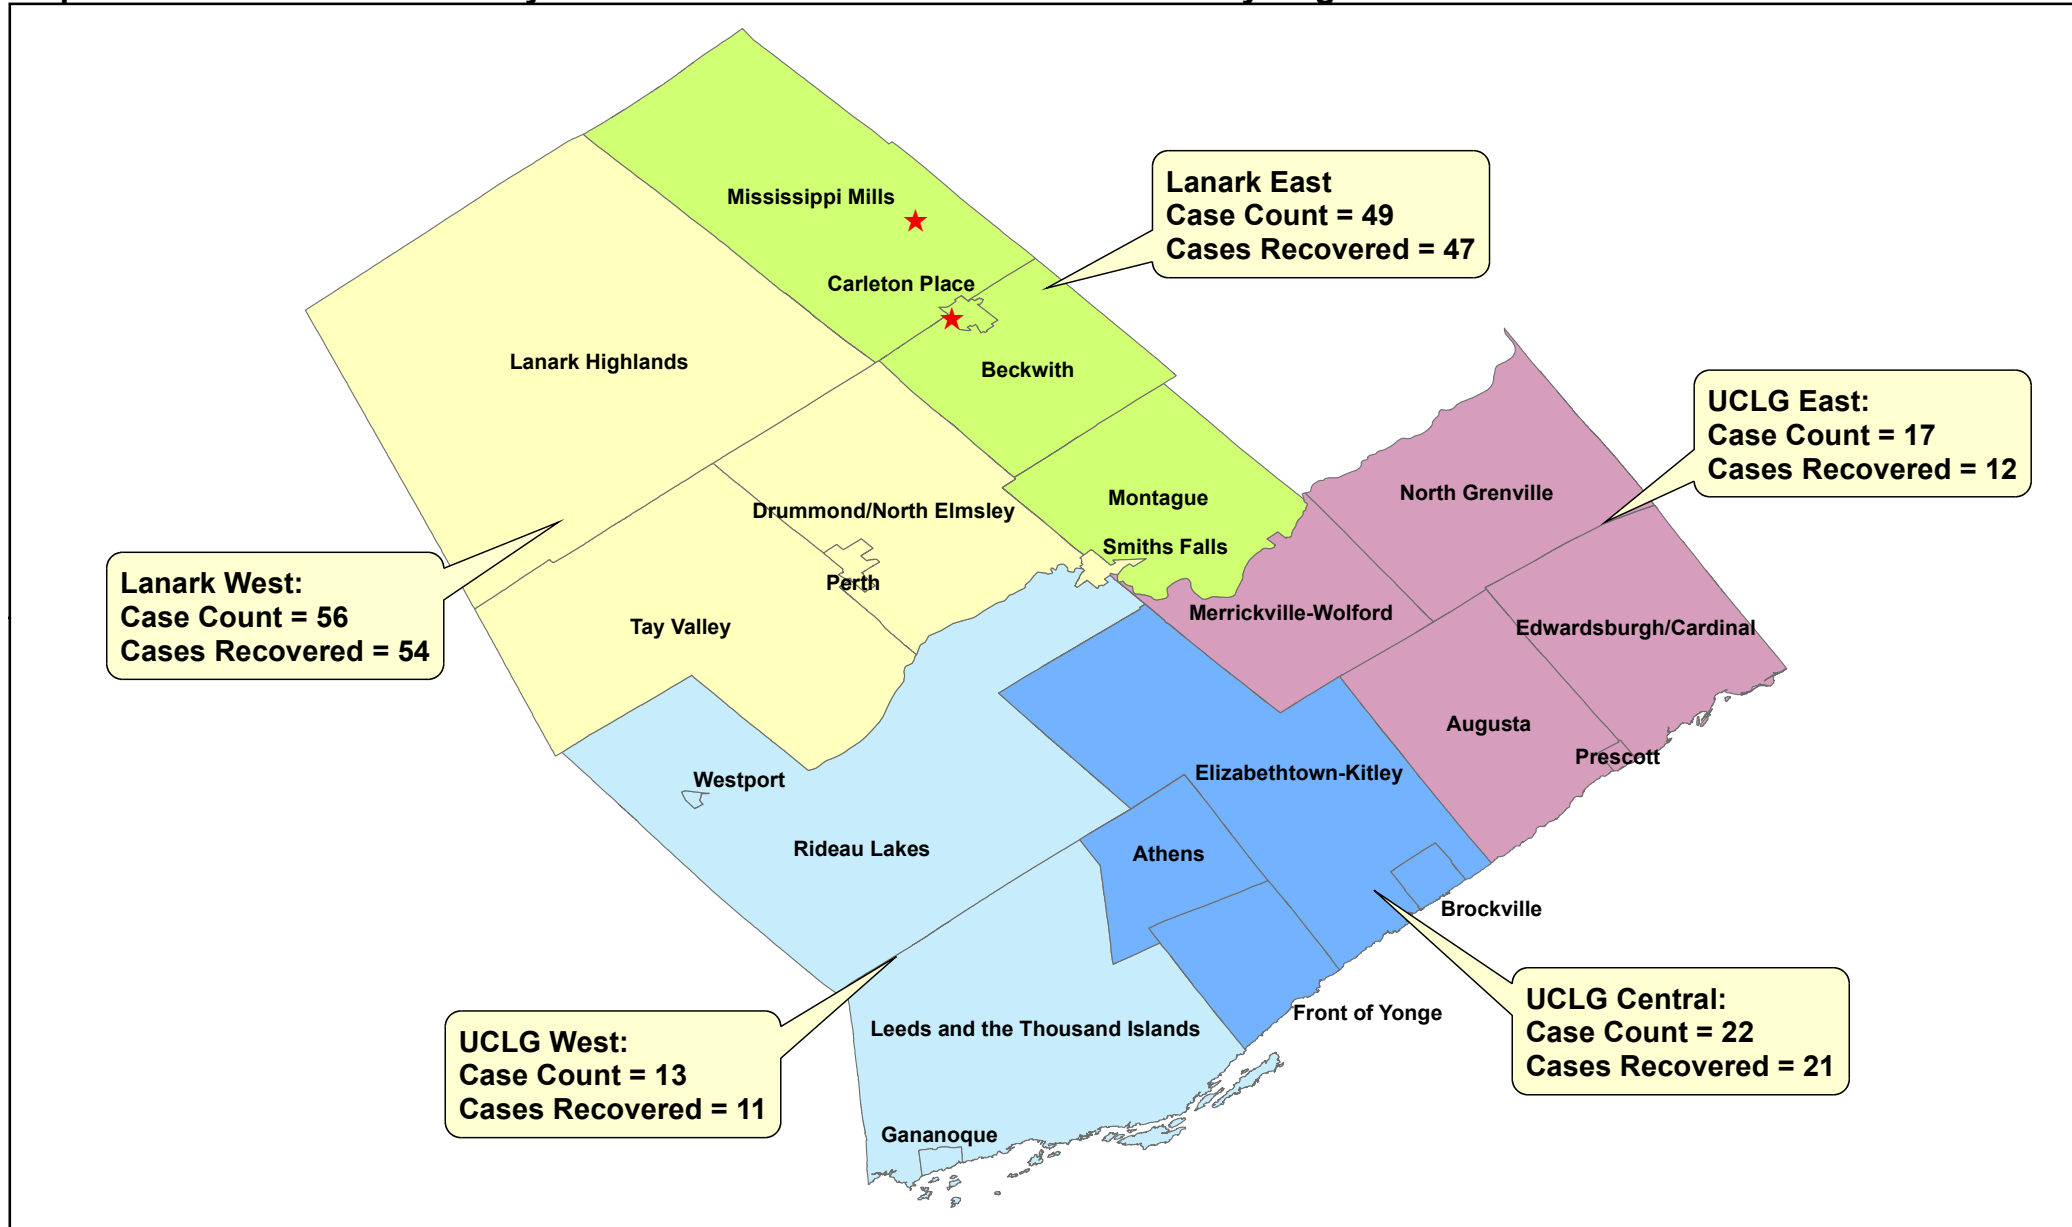 Mississippi Mills
Lanark East
Case Count = 49
Cases Recovered = 47
Carleton Place
Lanark Highlands
Beckwith
UCLG East:
Case Count = 17
Cases Recovered = 12
North Grenville
Montague
Drummond/North Elmsley
Smiths Falls
Perth
Lanark West:
Case Count = 56
Cases Recovered = 54
Merrickville-Wolford
Tay Valley
Edwardsburgh/Cardinal
Augusta
Prescott
Elizabethtown-Kitley
Westport
Rideau Lakes
Athens
Brockville
UCLG Central:
Case Count = 22
Cases Recovered = 21
Front of Yonge
Leeds and the Thousand Islands
UCLG West:
Case Count = 13
Cases Recovered = 11
Gananoque